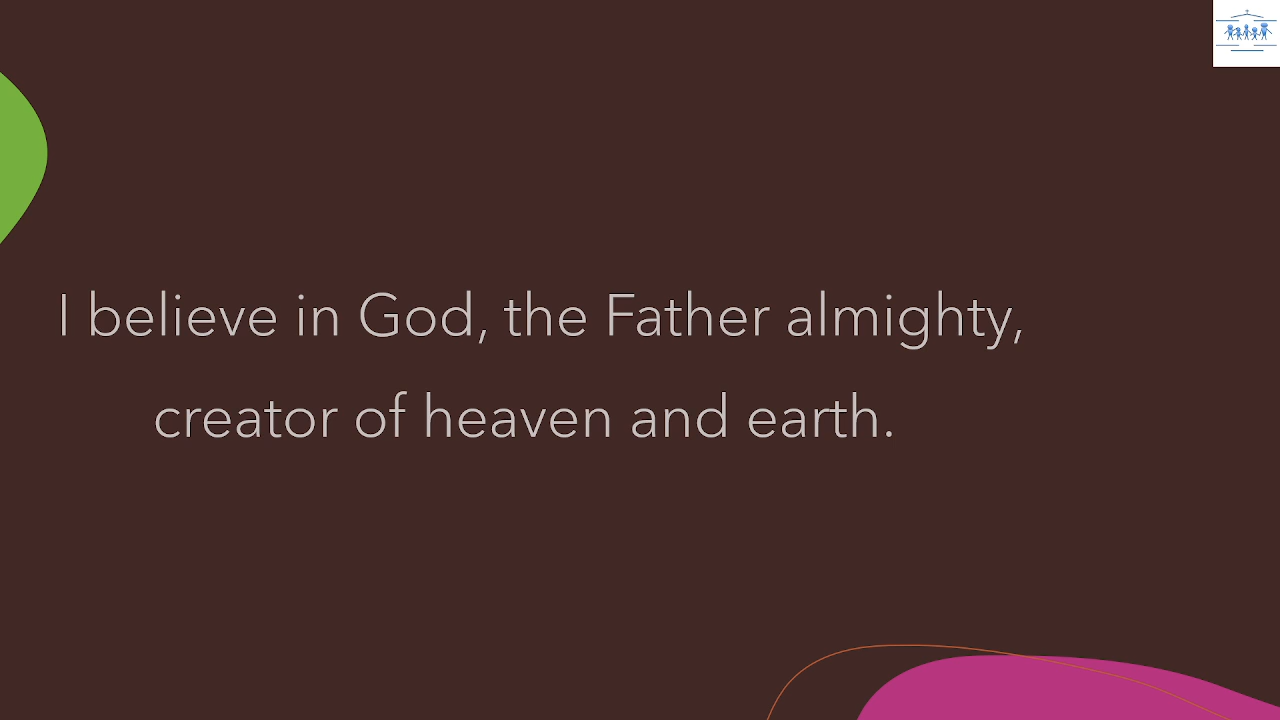 I believe in God, the Father almighty,
creator of heaven and earth.